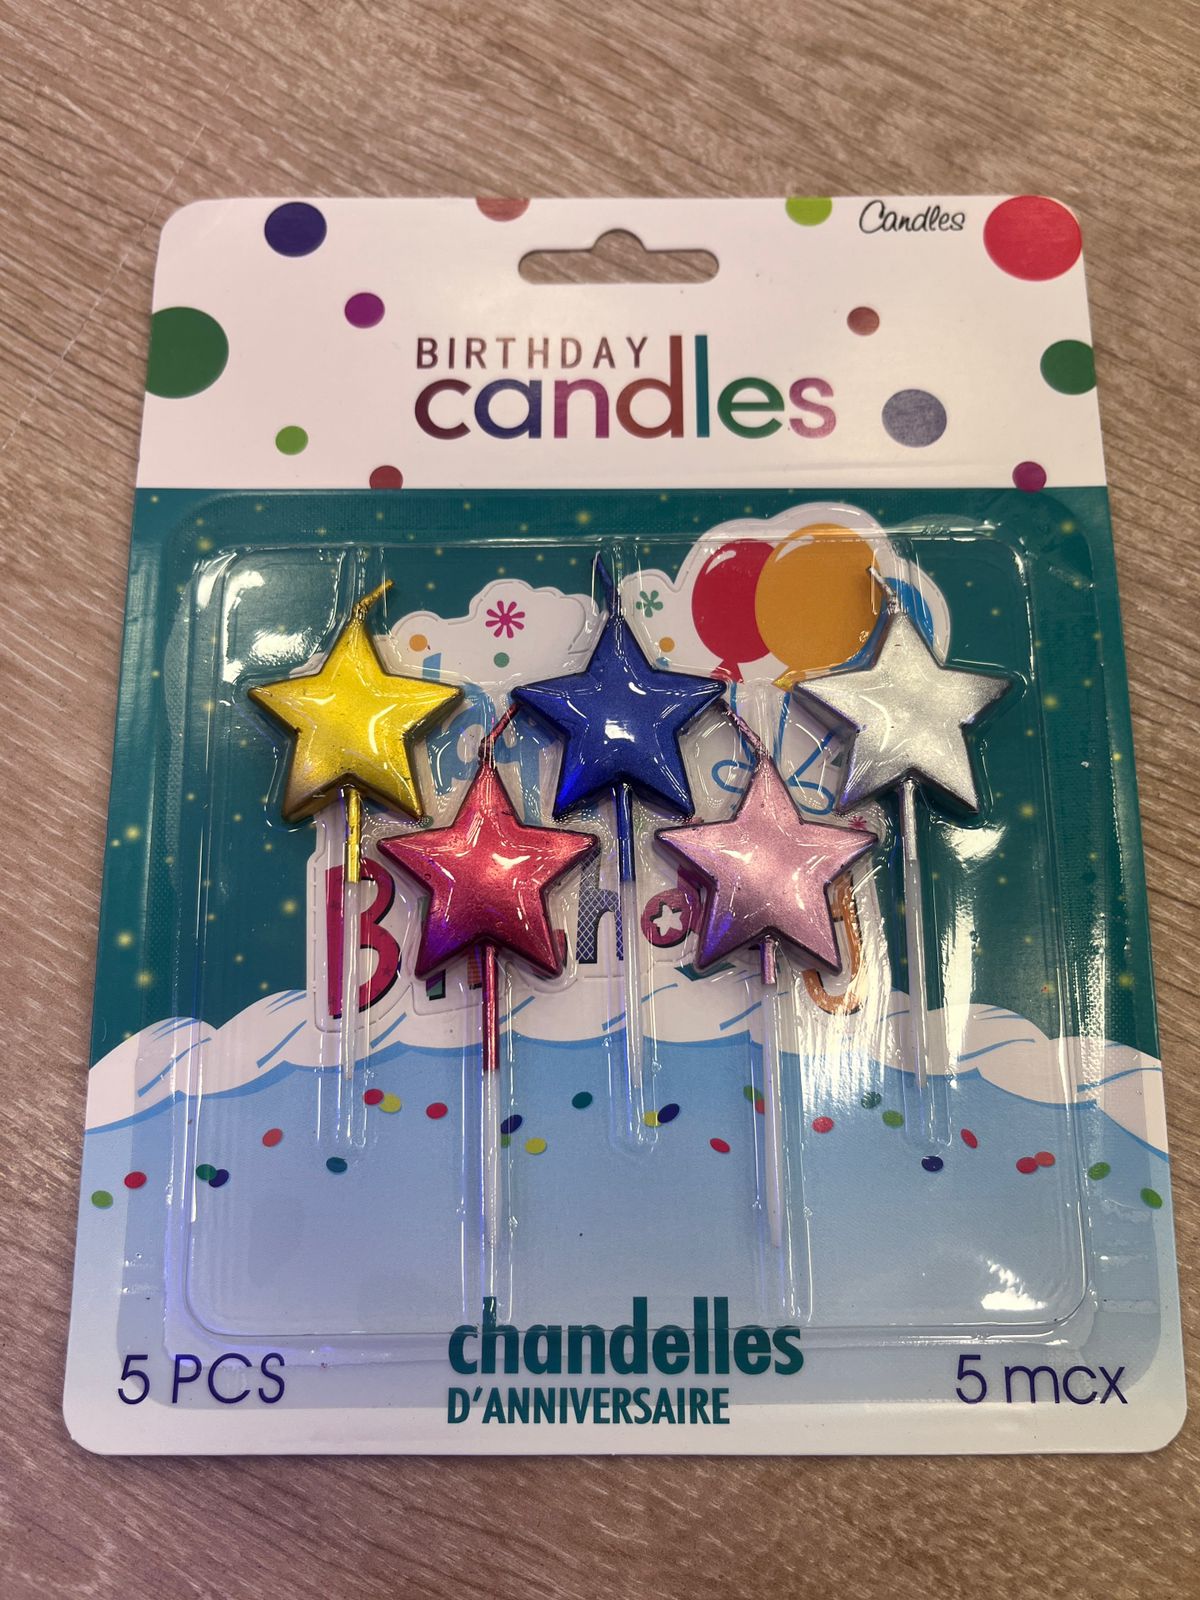 Candles
BIRTHDAY
candles
chandelles
D'ANNIVERSAIRE
5 PCS
5 mcx